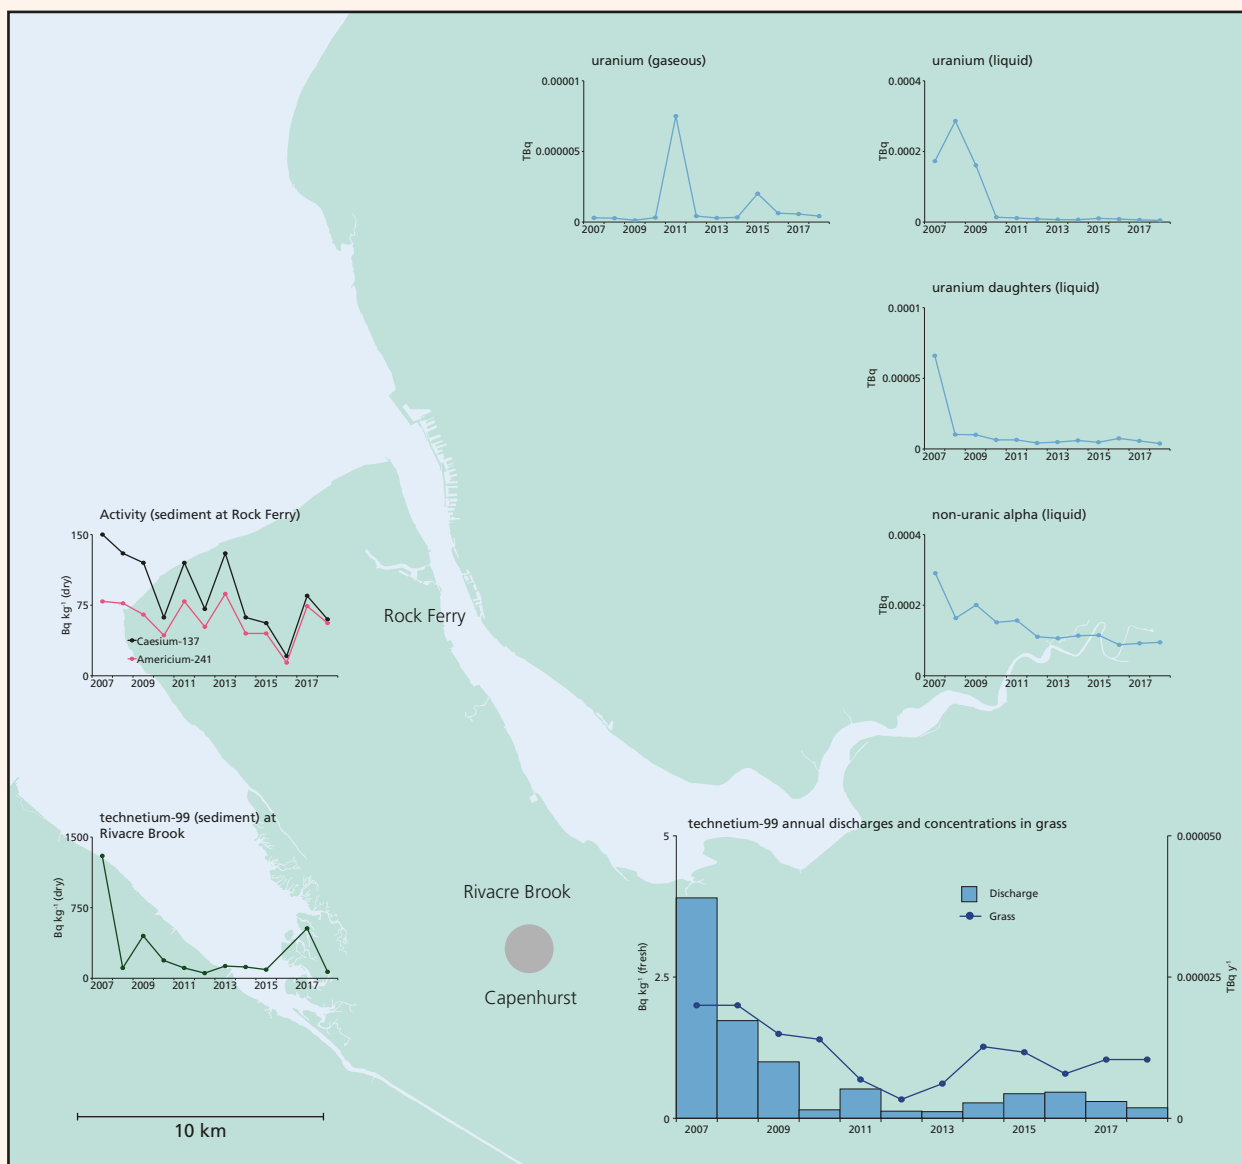 uranium (gaseous)
0.00001
0.000005
0
TBq
2007 2009 2011 2013 2015 2017
uranium (liquid)
0.0004
0.0002
0
TBq
2007 2009 2011 2013 2015 2017
uranium daughters (liquid)
0.0001
0.00005
0
TBq
2007 2009 2011 2013 2015 2017
Activity (sediment at Rock Ferry)
150
75
0
Bq kg⁻¹ (dry)
Caesium-137
Americium-241
2007 2009 2011 2013 2015 2017
Rock Ferry
non-uranic alpha (liquid)
0.0004
0.0002
0
TBq
2007 2009 2011 2013 2015 2017
technetium-99 (sediment) at
Rivacre Brook
1500
750
0
Bq kg⁻¹ (dry)
2007 2009 2011 2013 2015 2017
Rivacre Brook
Capenhurst
technetium-99 annual discharges and concentrations in grass
5
2.5
0
Bq kg⁻¹ (fresh)
Discharge
Grass
0.000050
0.000025
0
TBq y⁻¹
2007 2009 2011 2013 2015 2017
10 km